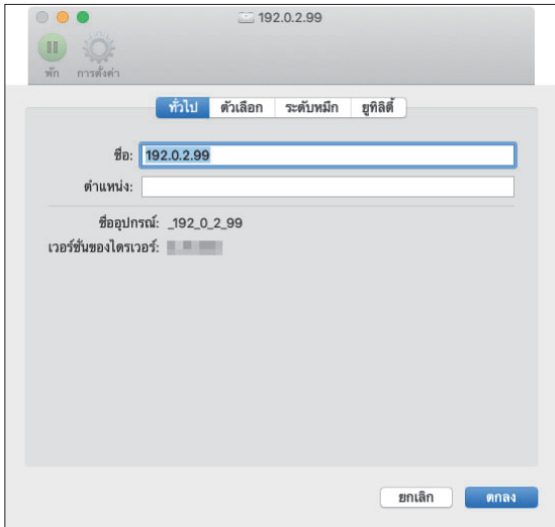 192.0.2.99
พัก การตั้งค่า
ทั่วไป ตัวเลือก ระดับหมึก ยูทิลิตี้
ชื่อ: 192.0.2.99
ตำแหน่ง:
ชื่ออุปกรณ์: _192_0_2_99
เวอร์ชั่นของไดรเวอร์:
ยกเลิก ตกลง